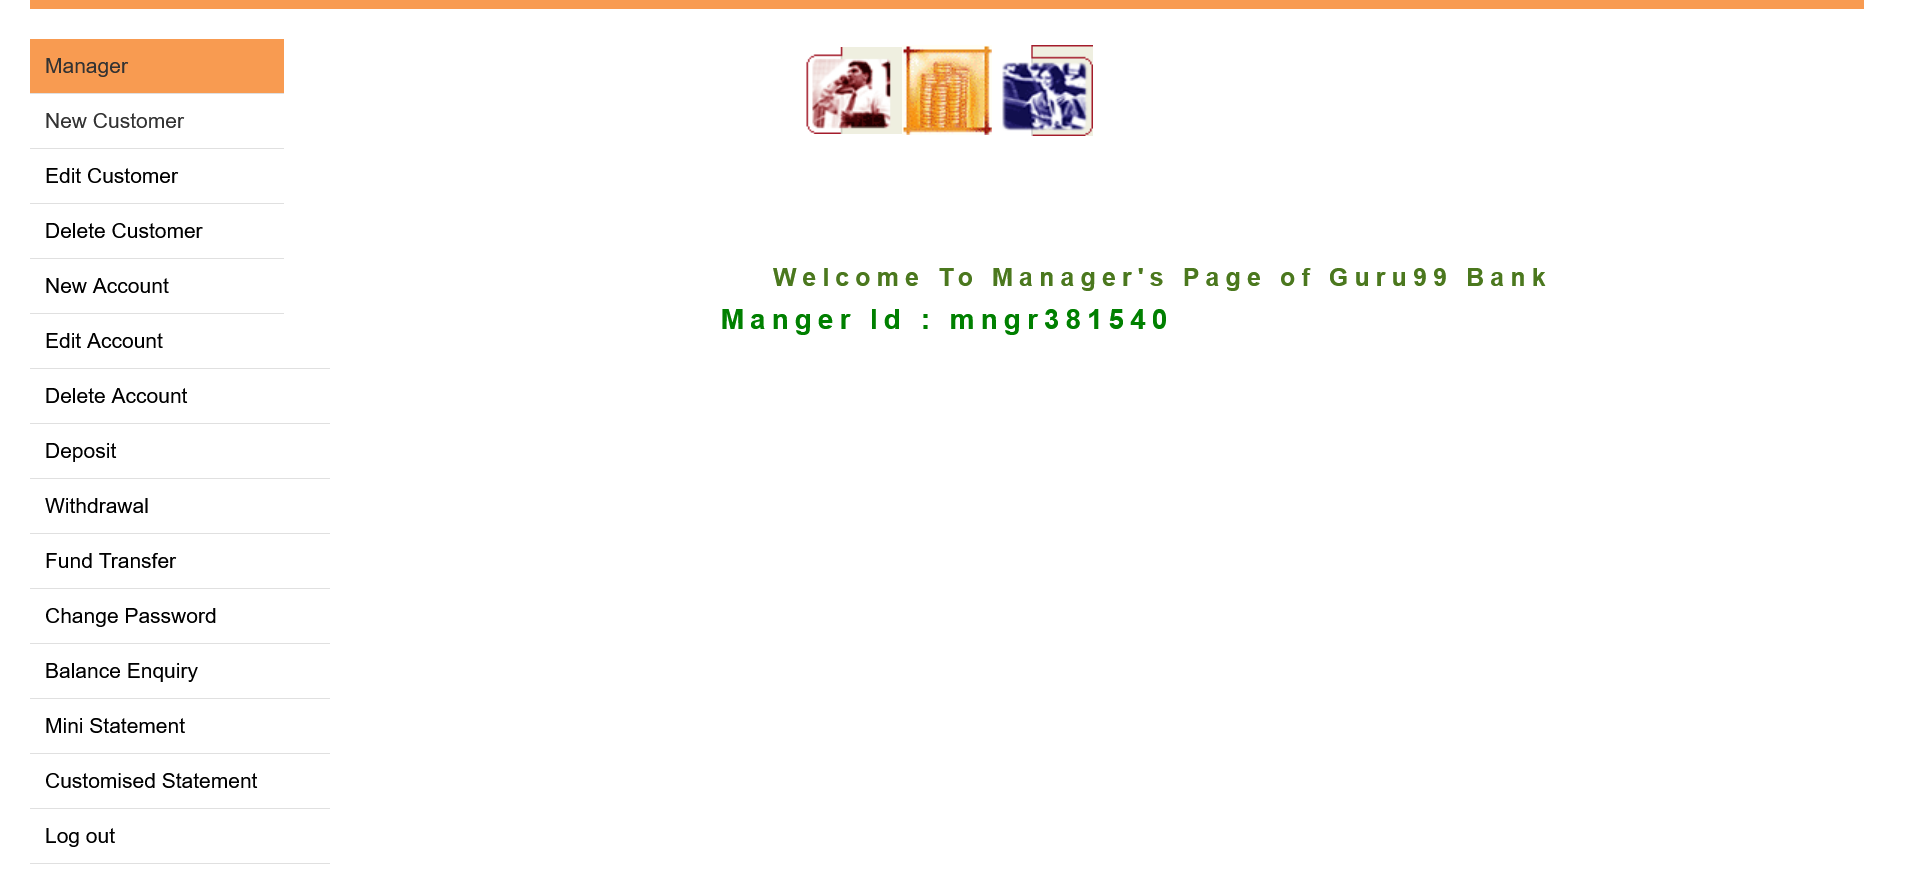 Manager
New Customer
Edit Customer
Delete Customer
New Account
Edit Account
Delete Account
Deposit
Withdrawal
Fund Transfer
Change Password
Balance Enquiry
Mini Statement
Customised Statement
Log out
Welcome To Manager's Page of Guru99 Bank
Manger Id : mngr381540